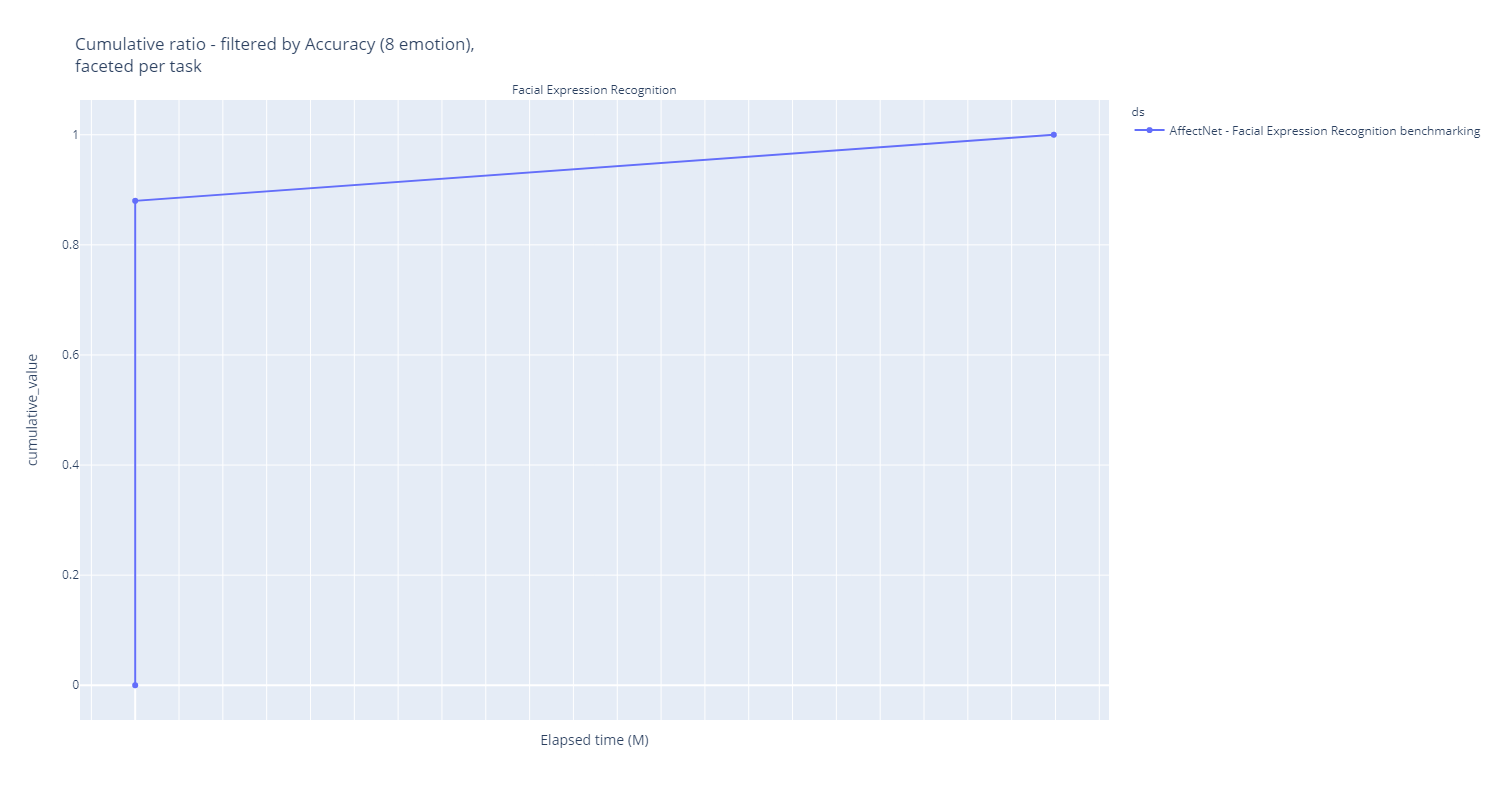 Cumulative ratio - filtered by Accuracy (8 emotion),
faceted per task
Facial Expression Recognition
ds
AffectNet - Facial Expression Recognition benchmarking
1
0.8
0.6
0.4
0.2
0
cumulative_value
Elapsed time (M)